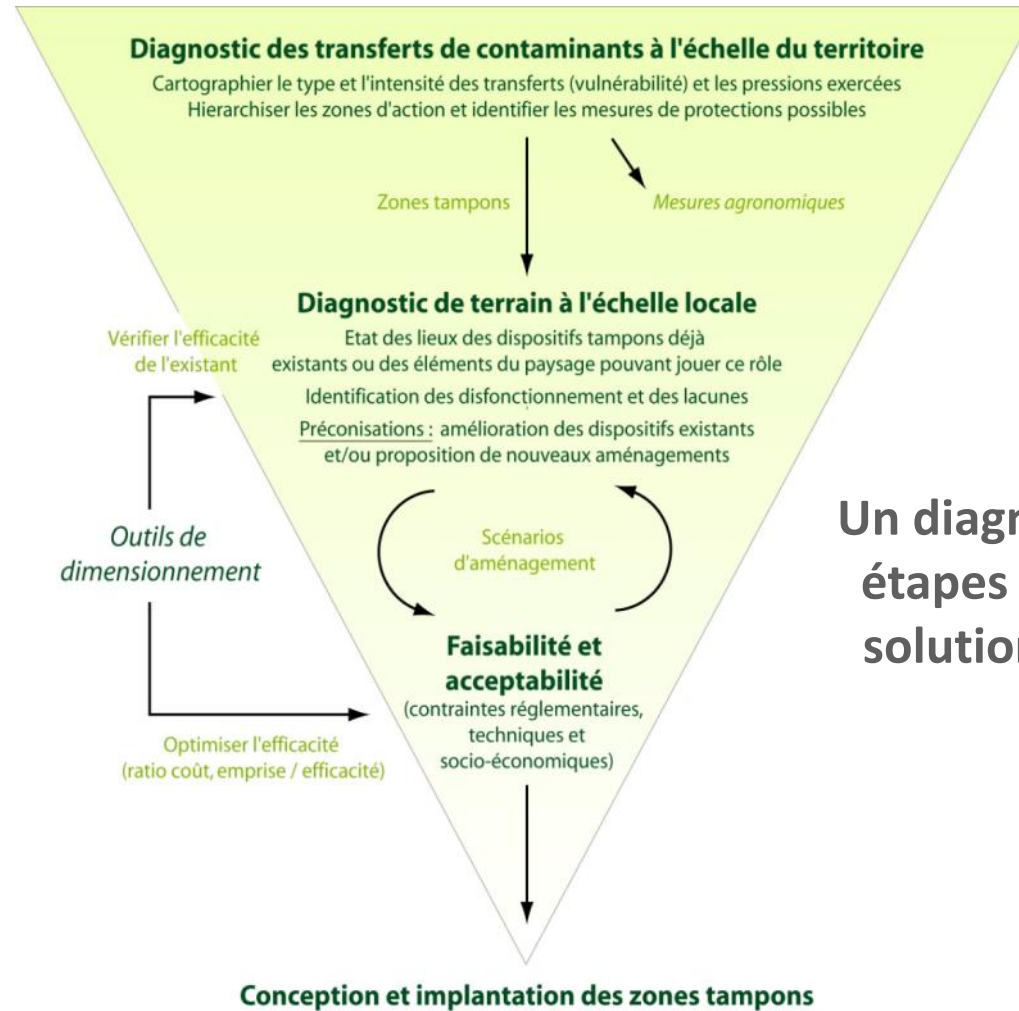 Diagnostic des transferts de contaminants à l'échelle du territoire
Cartographier le type et l'intensité des transferts (vulnérabilité) et les pressions exercées
Hierarchiser les zones d'action et identifier les mesures de protections possibles
Zones tampons
Mesures agronomiques
Diagnostic de terrain à l'échelle locale
Etat des lieux des dispositifs tampons déjà
existants ou des éléments du paysage pouvant jouer ce rôle
Identification des disfonctionnement et des lacunes
Préconisations : amélioration des dispositifs existants
et/ou proposition de nouveaux aménagements
Vérifier l'efficacité
de l'existant
Outils de
dimensionnement
Scénarios
d'aménagement
Un diagn
étapes
solution
Faisabilité et
acceptabilité
(contraintes réglementaires,
techniques et
socio-économiques)
Optimiser l'efficacité
(ratio coût, emprise / efficacité)
Conception et implantation des zones tampons